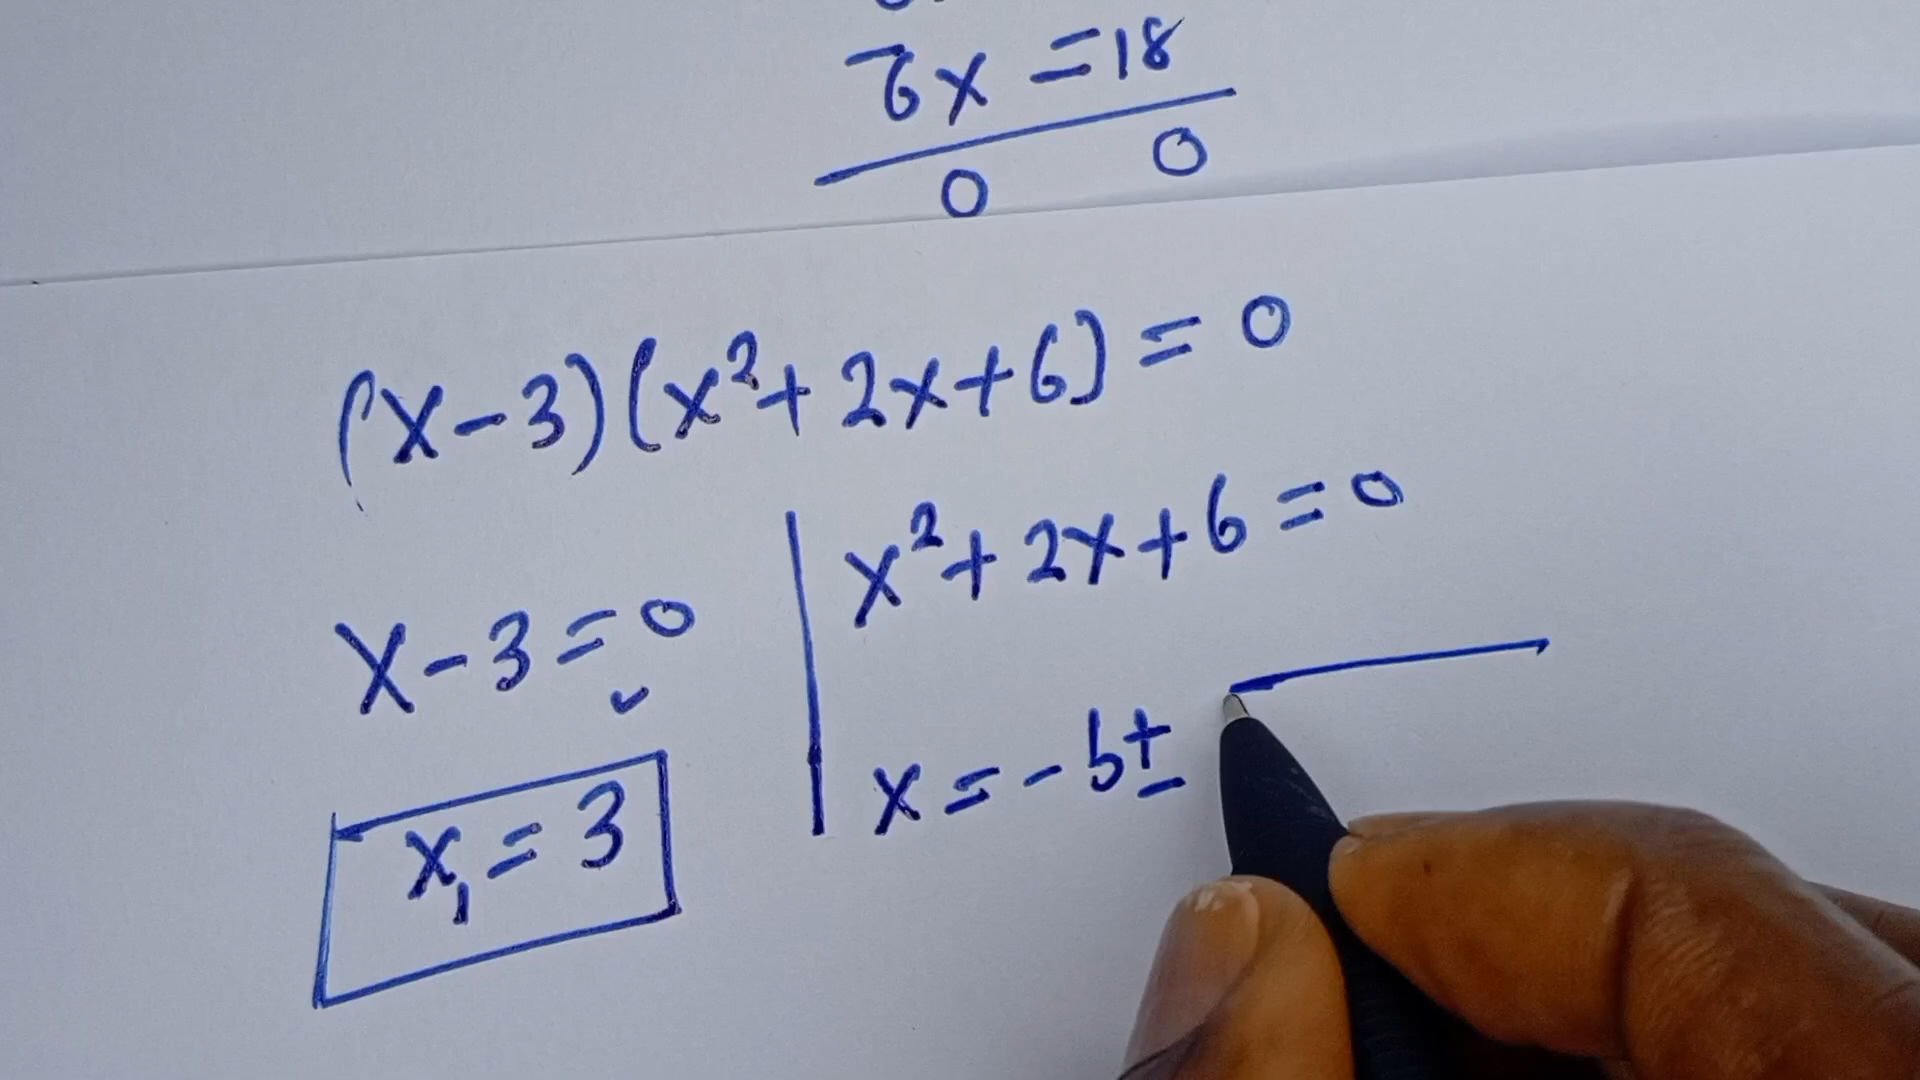 ‾6x = 18
0 0
(x-3)(x²+2x+6) = 0
x-3=0
x₁ = 3
x²+2x+6=0
x = -b±